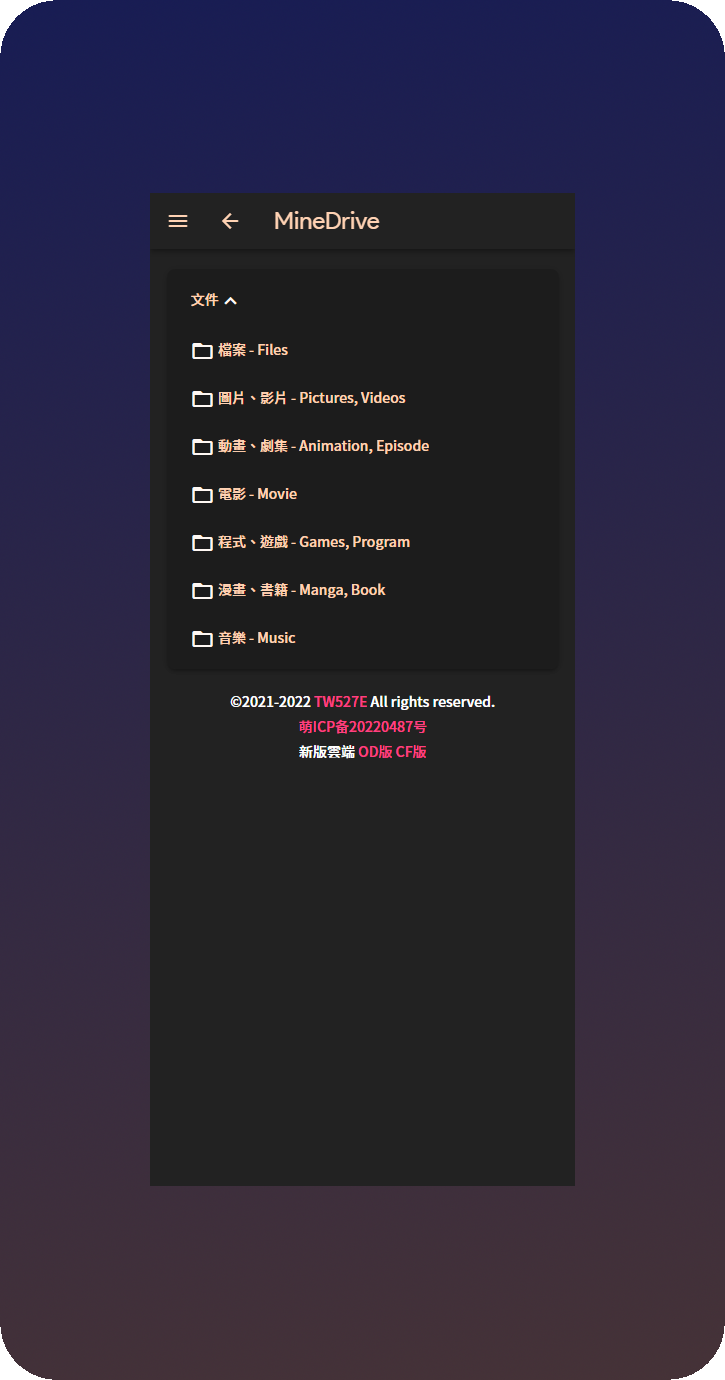 MineDrive
文件
檔案 - Files
圖片、影片 - Pictures, Videos
動畫、劇集 - Animation, Episode
電影 - Movie
程式、遊戲 - Games, Program
漫畫、書籍 - Manga, Book
音樂 - Music
©2021-2022 TW527E All rights reserved.
萌ICP备20220487号
新版雲端 OD版 CF版